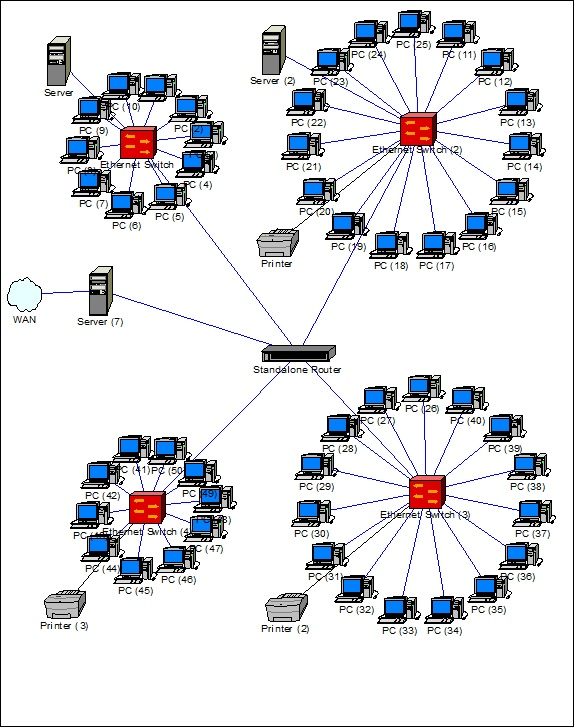 Server
PC (10)
PC (9)
PC (2)
Ethernet Switch
PC (4)
PC (7)
PC (5)
PC (6)
Server (2)
PC (25)
PC (24)
PC (11)
PC (23)
PC (12)
PC (22)
PC (13)
Ethernet Switch (2)
PC (21)
PC (14)
PC (20)
PC (15)
PC (19)
PC (16)
PC (18)
PC (17)
Printer
WAN
Server (7)
Standalone Router
PC (41)
PC (50)
PC (42)
PC (49)
Ethernet Switch
PC (47)
PC (44)
PC (46)
PC (45)
Printer (3)
PC (26)
PC (27)
PC (40)
PC (28)
PC (39)
PC (29)
PC (38)
PC (30)
Ethernet Switch (3)
PC (37)
PC (31)
PC (36)
PC (32)
PC (35)
PC (33)
PC (34)
Printer (2)